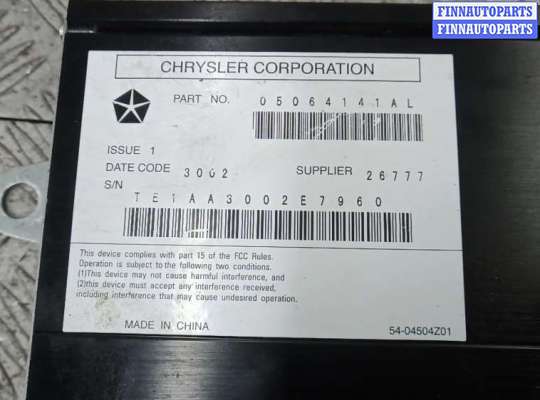 FINNAUTOPARTS
FINNAUTOPARTS
CHRYSLER CORPORATION
PART NO. 05064141AL
ISSUE 1
DATE CODE 3002 SUPPLIER 26777
S/N
TE1AA3002E7960
This device complies with part 15 of the FCC Rules.
Operation is subject to the following two conditions.
(1)This device may not cause harmful interference, and
(2)this device must accept any interference received,
including interference that may cause undesired operation.
MADE IN CHINA 54-04504Z01